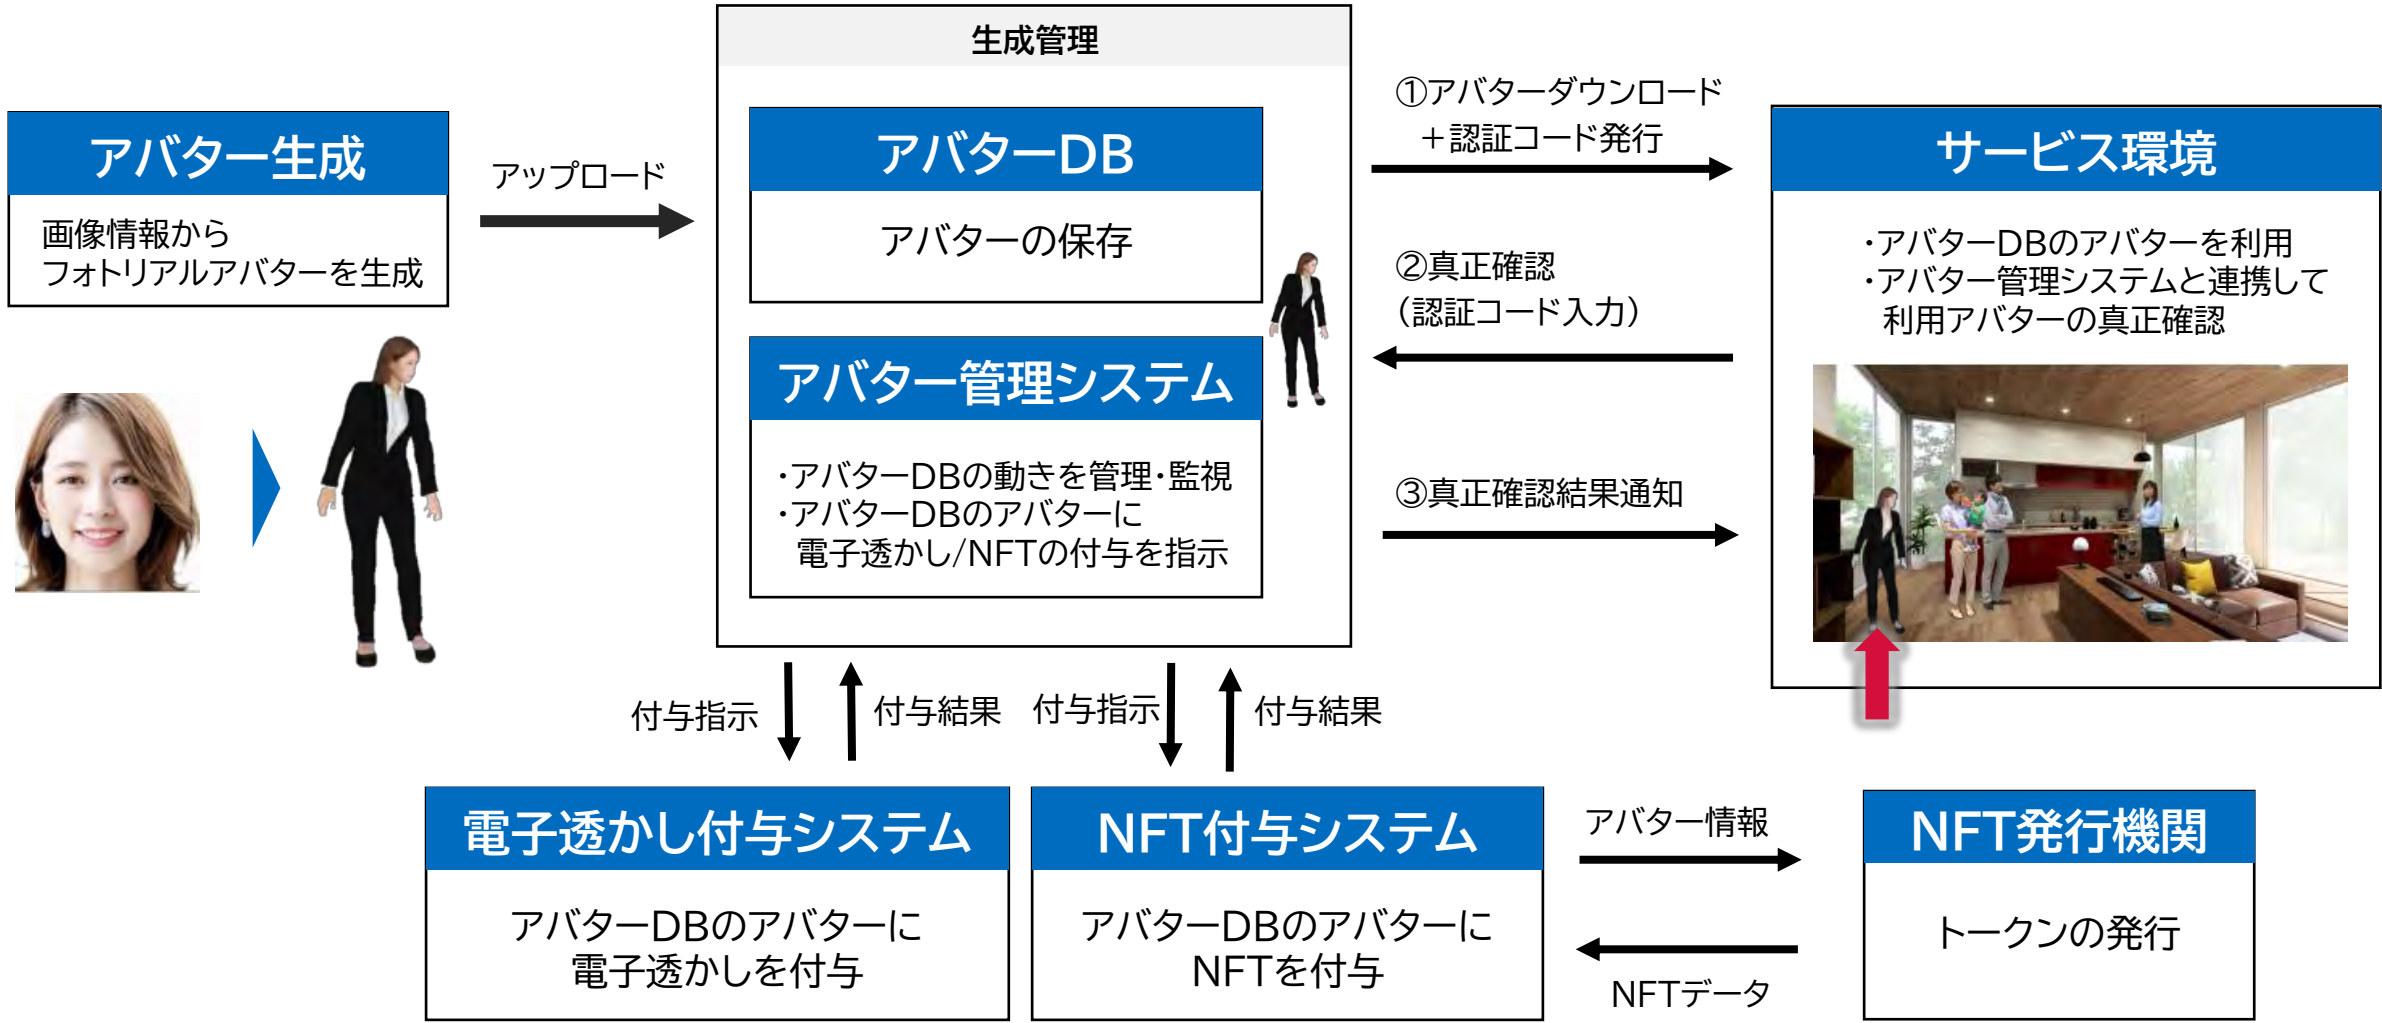 生成管理
アバター生成
画像情報から
フォトリアルアバターを生成
アップロード
アバターDB
アバターの保存
アバター管理システム
・アバターDBの動きを管理・監視
・アバターDBのアバターに
電子透かし/NFTの付与を指示
①アバターダウンロード
＋認証コード発行
②真正確認
（認証コード入力）
③真正確認結果通知
サービス環境
・アバターDBのアバターを利用
・アバター管理システムと連携して
利用アバターの真正確認
付与指示
付与結果
付与指示
付与結果
電子透かし付与システム
アバターDBのアバターに
電子透かしを付与
NFT付与システム
アバターDBのアバターに
NFTを付与
アバター情報
NFTデータ
NFT発行機関
トークンの発行